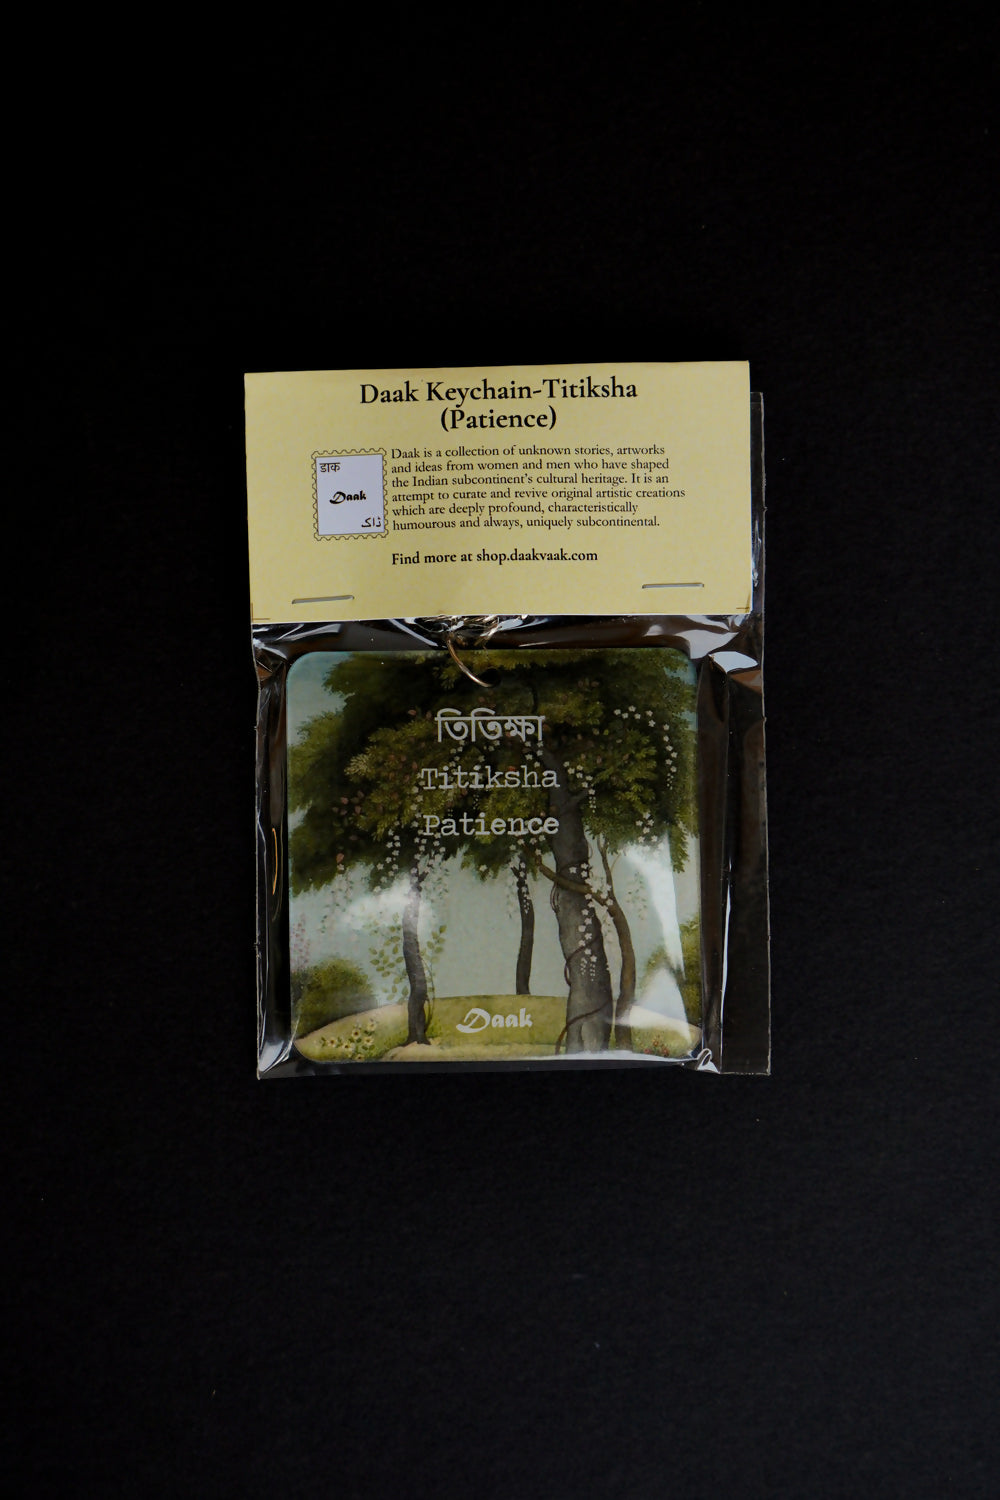 Daak Keychain-Titiksha
(Patience)
डाक
Daak
ڈاک
Daak is a collection of unknown stories, artworks
and ideas from women and men who have shaped
the Indian subcontinent's cultural heritage. It is an
attempt to curate and revive original artistic creations
which are deeply profound, characteristically
humourous and always, uniquely subcontinental.
Find more at shop.daakvaak.com
তিতিক্ষা
Titiksha
Patience
Daak